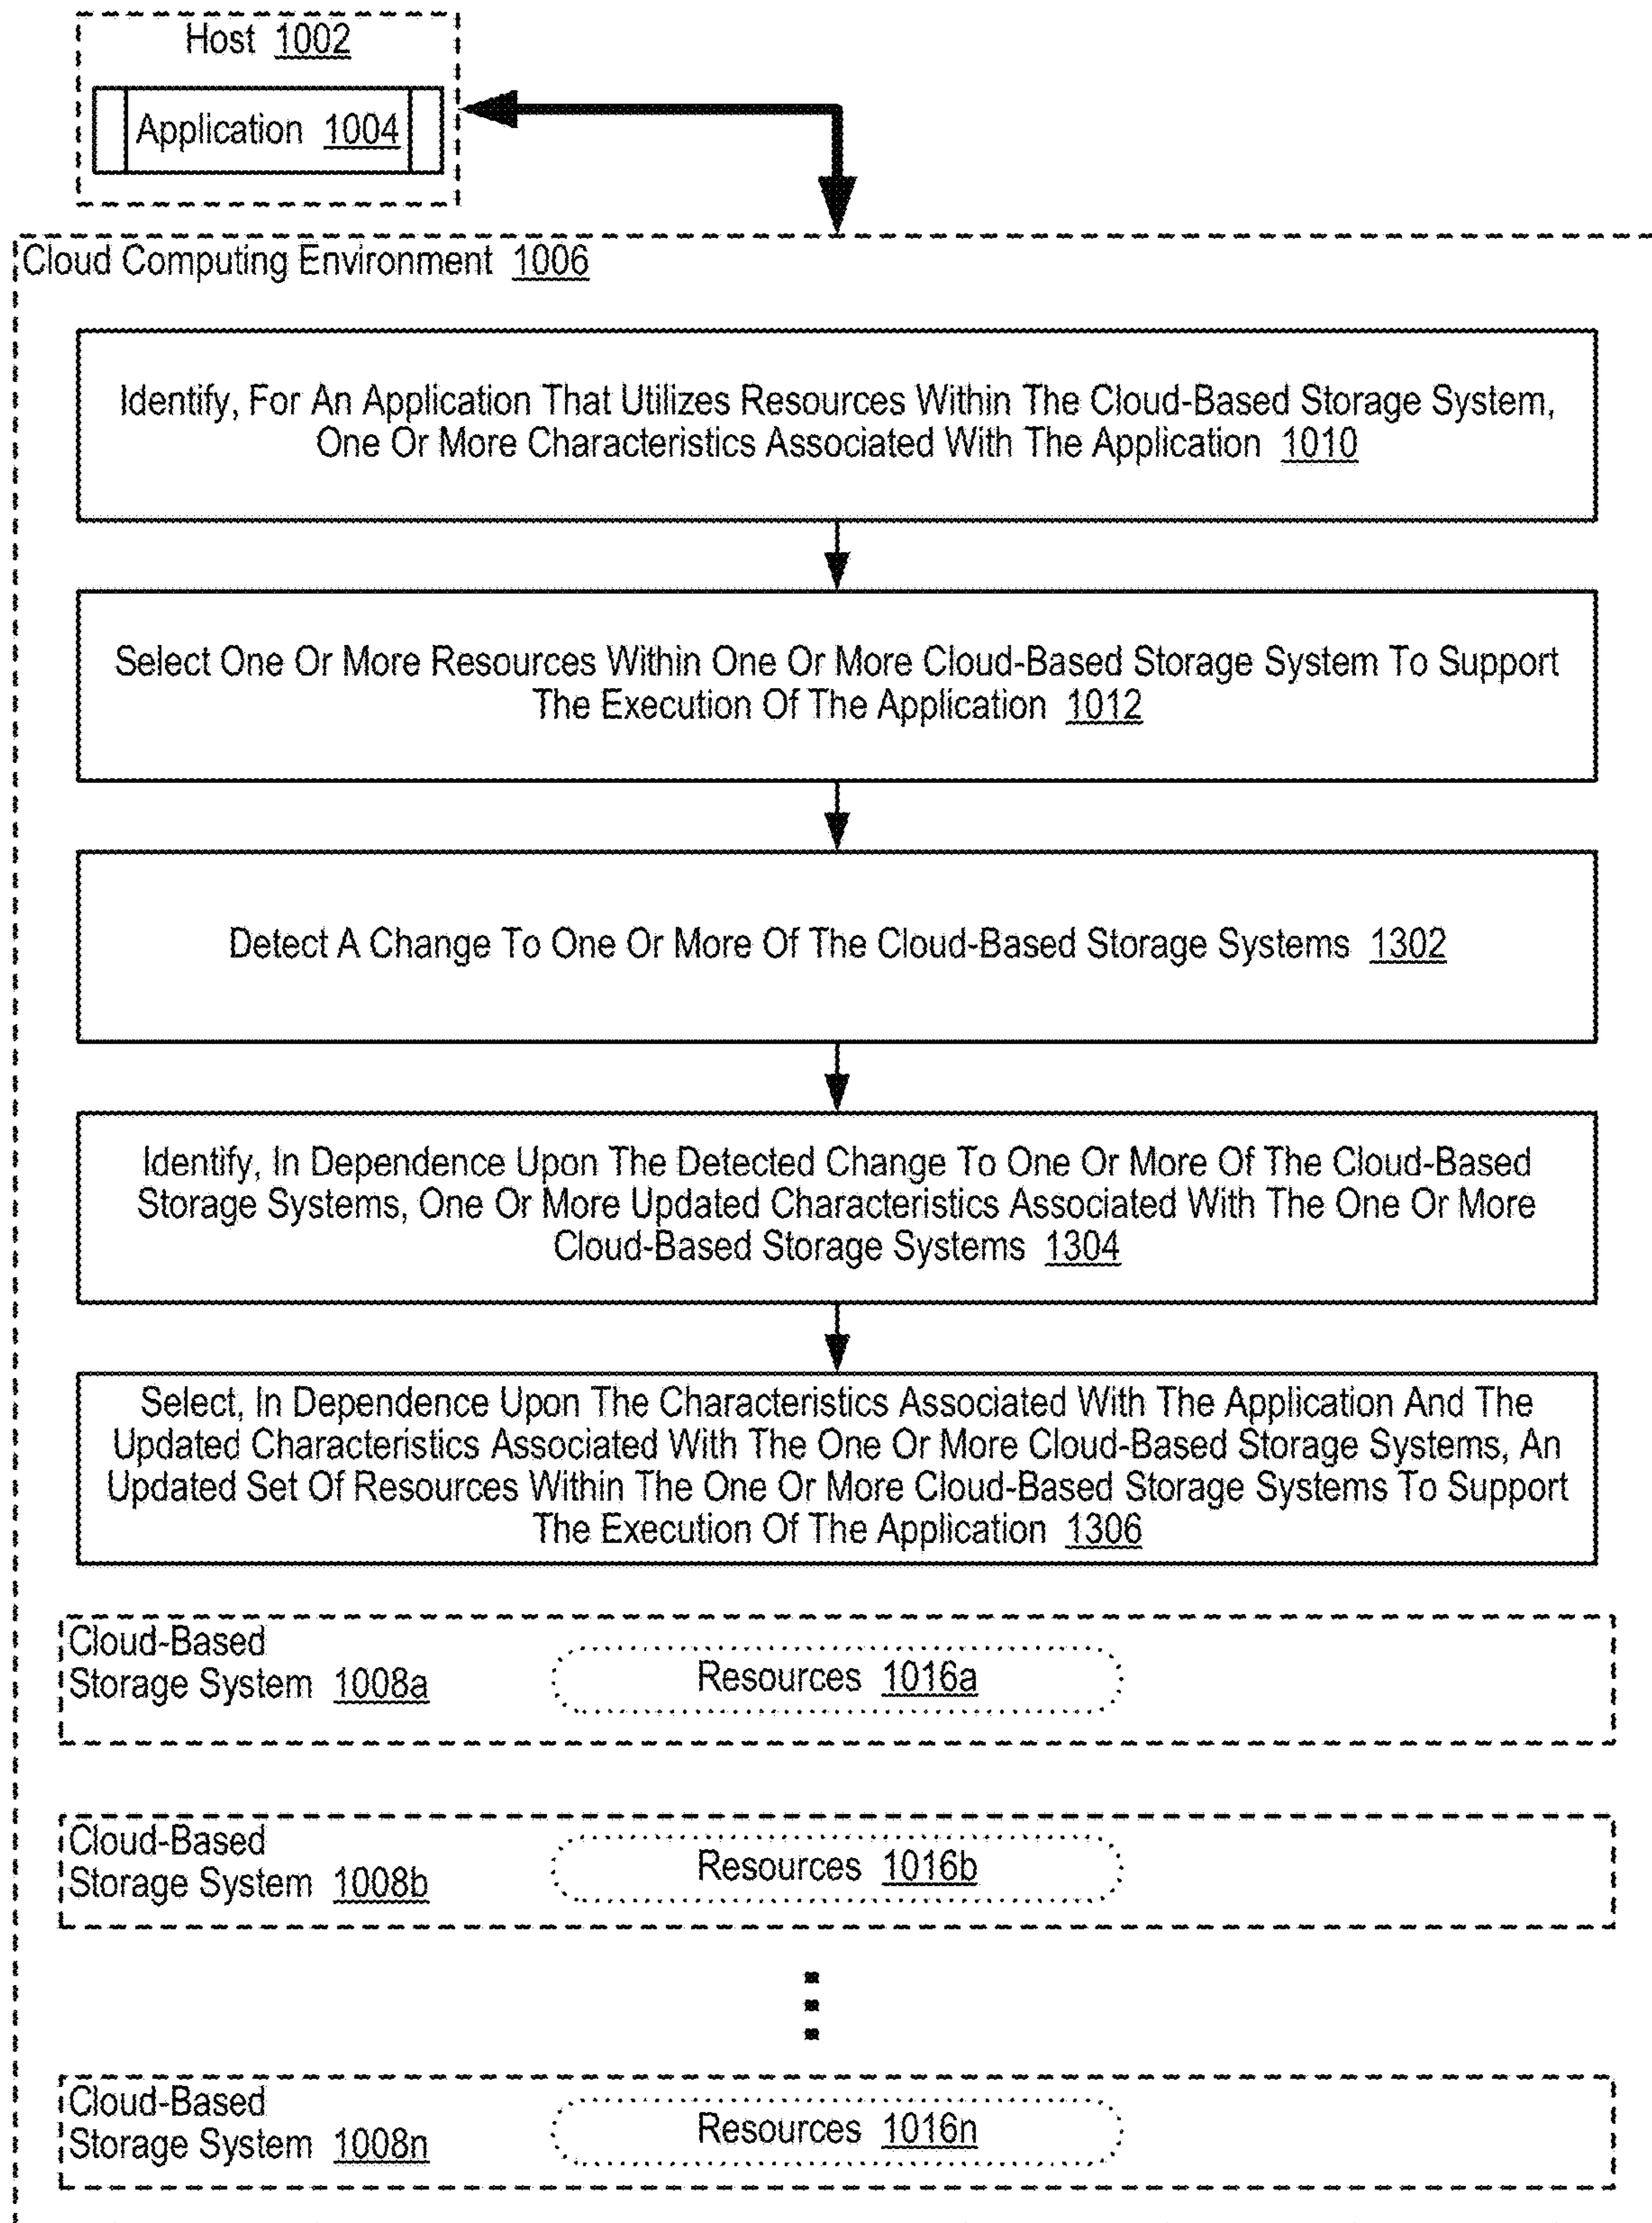 Host 1002
Application 1004
Cloud Computing Environment 1006
Identify, For An Application That Utilizes Resources Within The Cloud-Based Storage System,
One Or More Characteristics Associated With The Application 1010
Select One Or More Resources Within One Or More Cloud-Based Storage System To Support
The Execution Of The Application 1012
Detect A Change To One Or More Of The Cloud-Based Storage Systems 1302
Identify, In Dependence Upon The Detected Change To One Or More Of The Cloud-Based
Storage Systems, One Or More Updated Characteristics Associated With The One Or More
Cloud-Based Storage Systems 1304
Select, In Dependence Upon The Characteristics Associated With The Application And The
Updated Characteristics Associated With The One Or More Cloud-Based Storage Systems, An
Updated Set Of Resources Within The One Or More Cloud-Based Storage Systems To Support
The Execution Of The Application 1306
Cloud-Based
Storage System 1008a
Resources 1016a
Cloud-Based
Storage System 1008b
Resources 1016b
Cloud-Based
Storage System 1008n
Resources 1016n